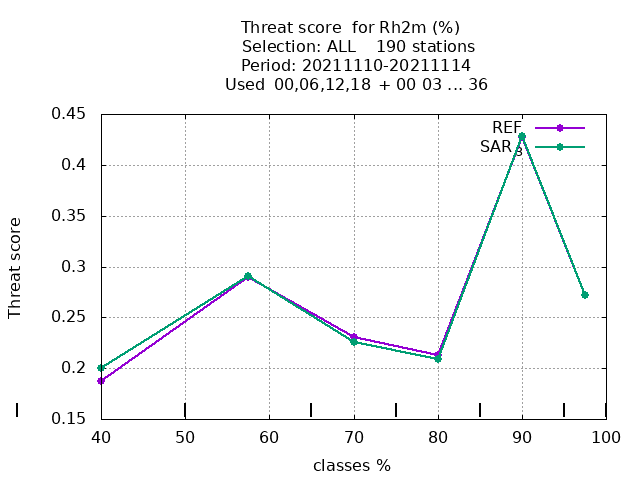 Threat score  for Rh2m (%)
Selection: ALL    190 stations
Period: 20211110-20211114
Used  00,06,12,18 + 00 03 ... 36
REF
SAR₃
Threat score
0.45
0.4
0.35
0.3
0.25
0.2
0.15
40 50 60 70 80 90 100
classes %